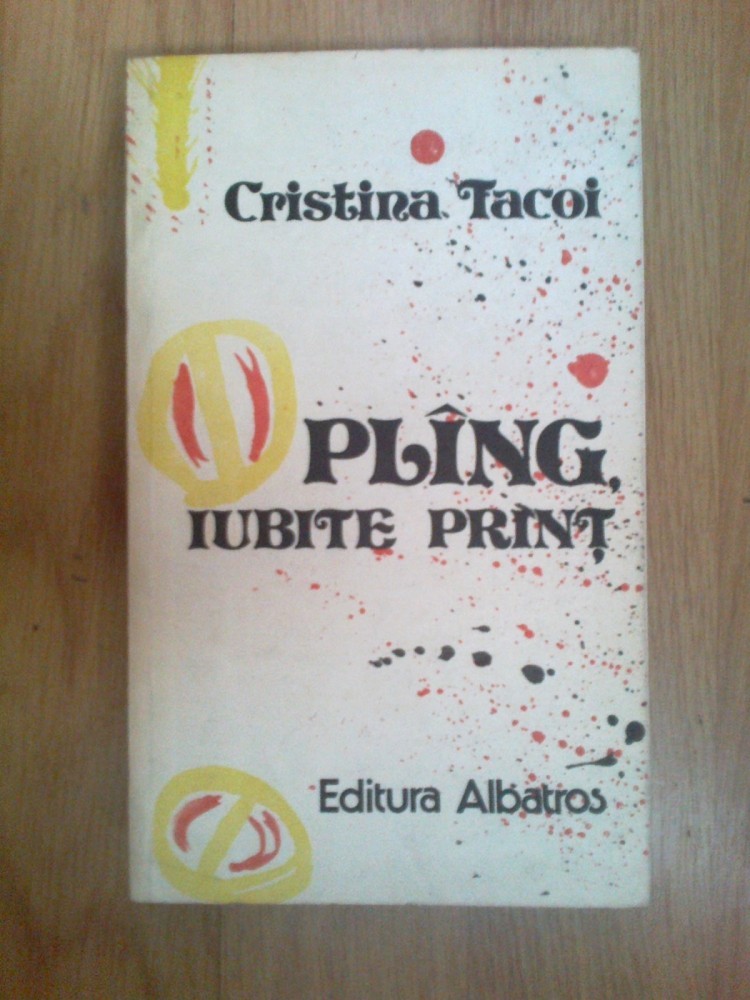 Cristina Tacoi
PLÎNG,
IUBITE PRINȚ
Editura Albatros